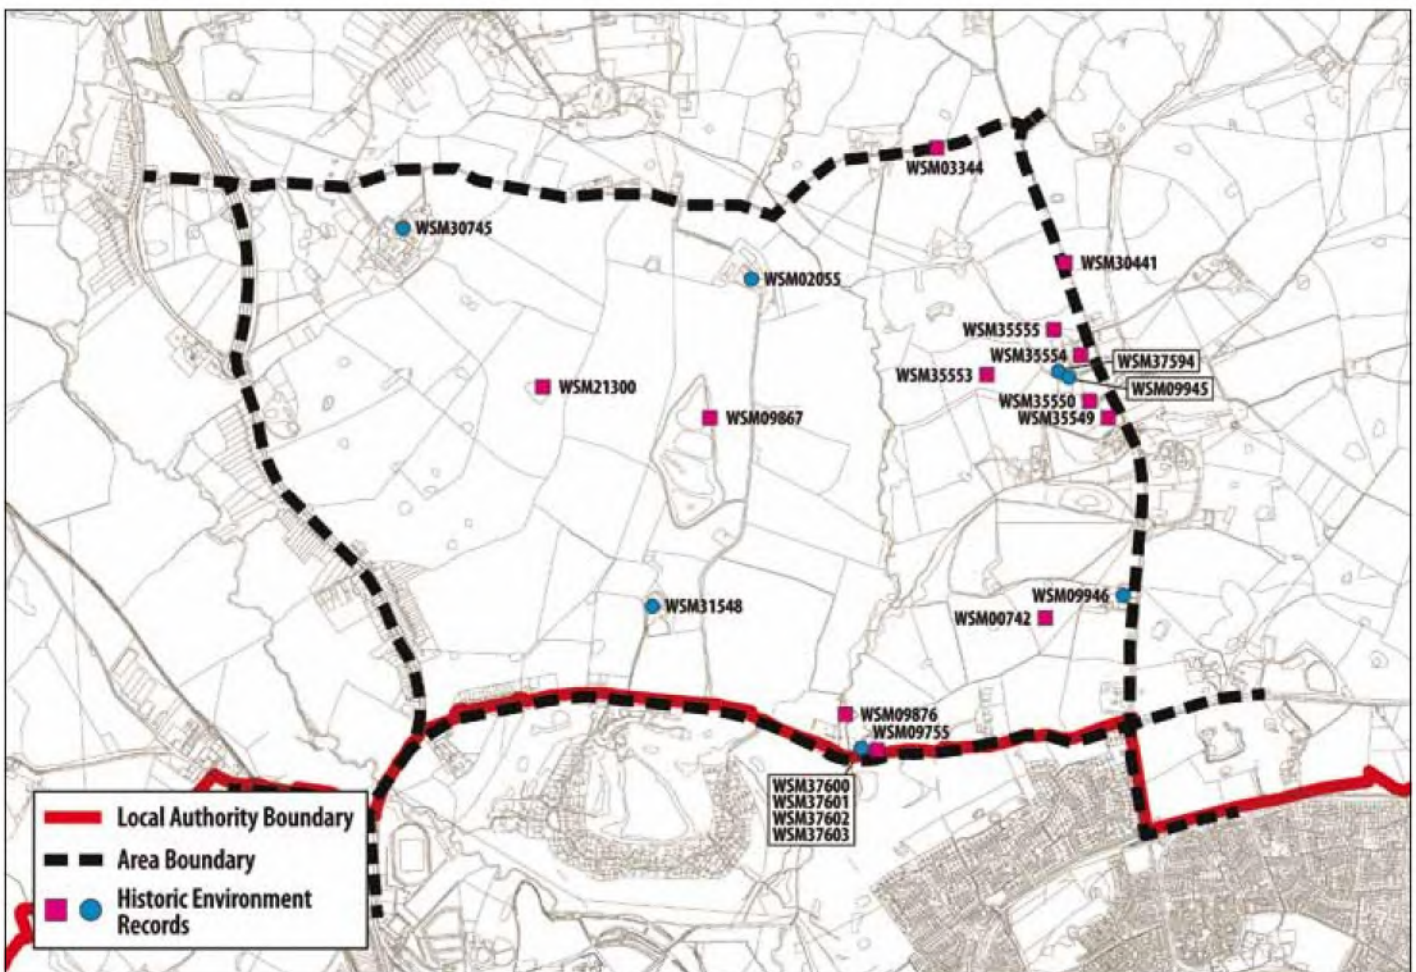 WSM03344
WSM30745
WSM02055
WSM30441
WSM35555
WSM35554
WSM37594
WSM35553
WSM09945
WSM21300
WSM35550
WSM09867
WSM35549
WSM09946
WSM31548
WSM00742
WSM09876
WSM09755
WSM37600
WSM37601
WSM37602
WSM37603
Local Authority Boundary
Area Boundary
Historic Environment
Records